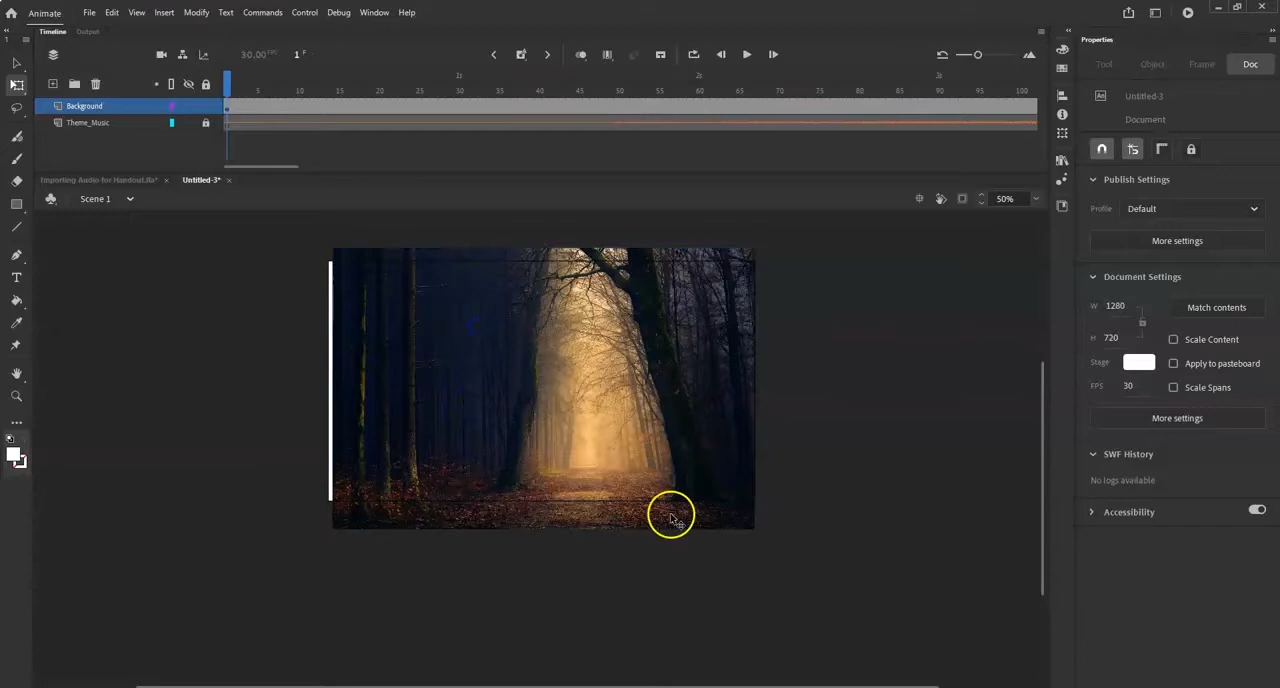 Animate File Edit View Insert Modify Text Commands Control Debug Window Help
Timeline Output
30.00 FPS 1 F
1s 2s 3s
5 10 15 20 25 30 35 40 45 50 55 60 65 70 75 80 85 90 95 100
Background
Theme_Music
Importing Audio-for Handout.fla* × Untitled-3* ×
Scene 1
50%
Properties
Tool Object Frame Doc
Untitled-3
Document
Publish Settings
Profile Default
More settings
Document Settings
W 1280 Match contents
H 720 Scale Content
Stage Apply to pasteboard
FPS 30 Scale Spans
More settings
SWF History
No logs available
Accessibility